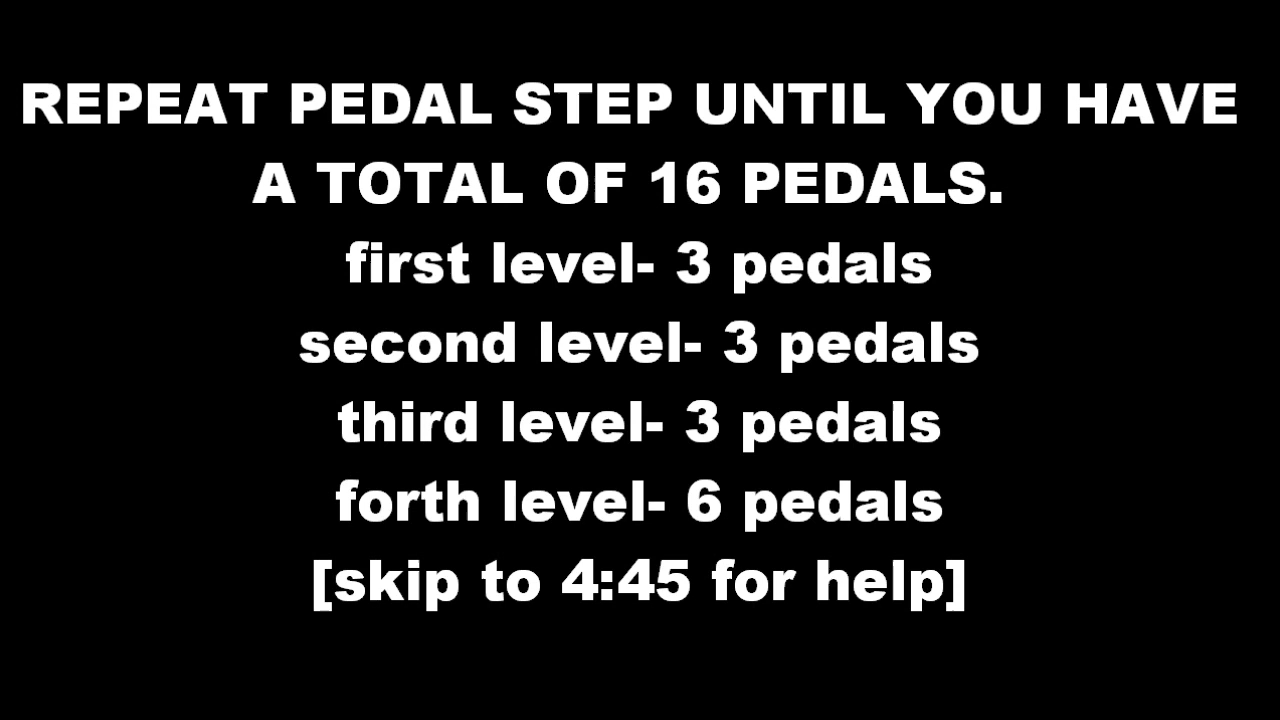 REPEAT PEDAL STEP UNTIL YOU HAVE
A TOTAL OF 16 PEDALS.
first level- 3 pedals
second level- 3 pedals
third level- 3 pedals
forth level- 6 pedals
[skip to 4:45 for help]